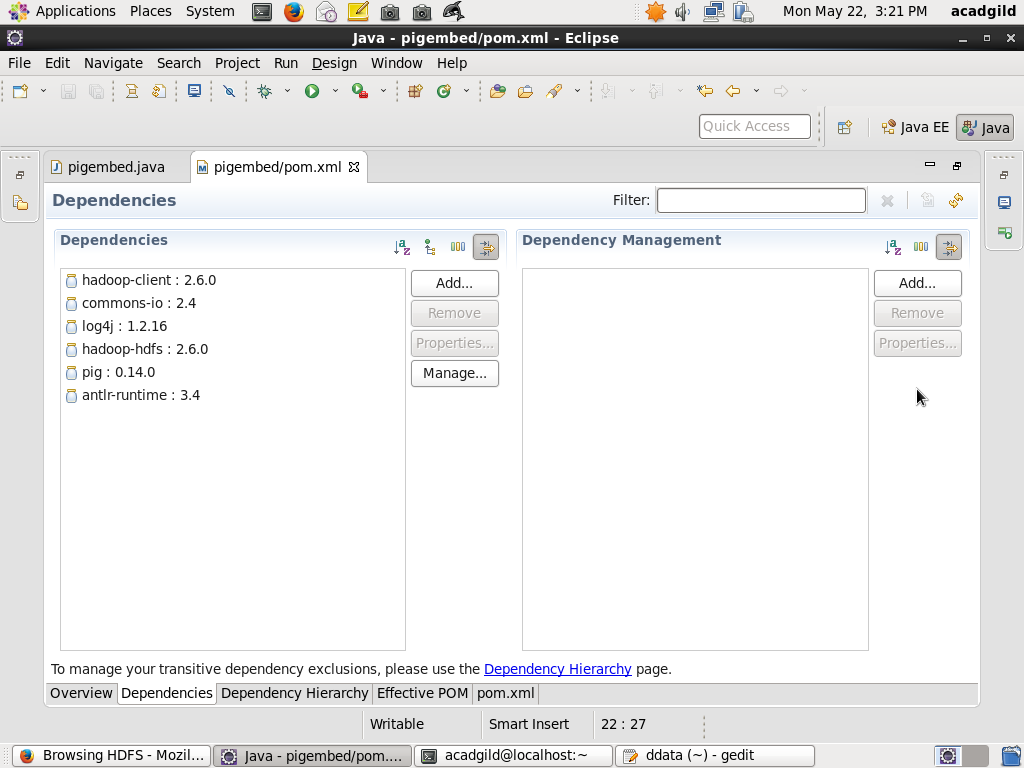 Applications Places System Mon May 22, 3:21 PM acadgild
Java - pigembed/pom.xml - Eclipse
File Edit Navigate Search Project Run Design Window Help
Quick Access Java EE Java
pigembed.java pigembed/pom.xml
Dependencies Filter:
Dependencies
Dependency Management
hadoop-client : 2.6.0
commons-io : 2.4
log4j : 1.2.16
hadoop-hdfs : 2.6.0
pig : 0.14.0
antlr-runtime : 3.4
Add...
Remove
Properties...
Manage...
Add...
Remove
Properties...
To manage your transitive dependency exclusions, please use the Dependency Hierarchy page.
Overview Dependencies Dependency Hierarchy Effective POM pom.xml
Writable Smart Insert 22 : 27
Browsing HDFS - Mozil... Java - pigembed/pom.... acadgild@localhost:~ ddata (~) - gedit